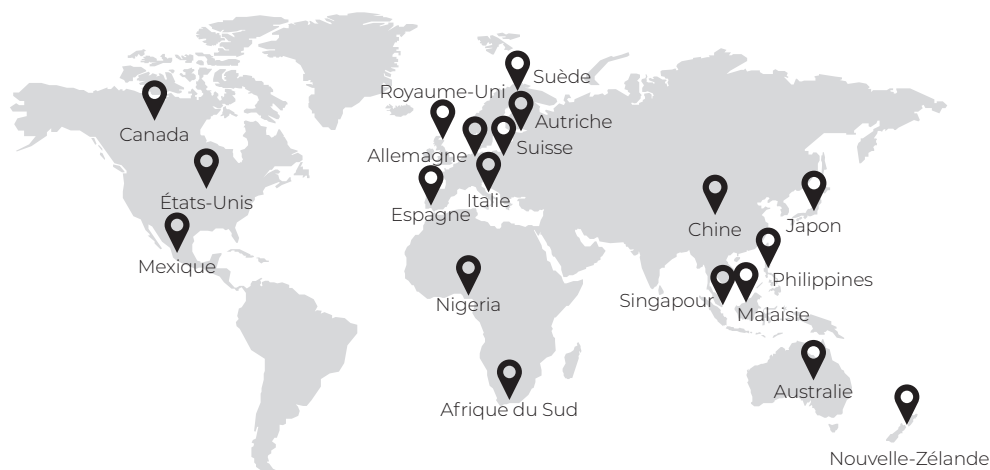 Suède
Royaume-Uni
Autriche
Canada
Suisse
Allemagne
États-Unis
Italie
Espagne
Japon
Chine
Mexique
Philippines
Singapour
Nigeria
Malaisie
Australie
Afrique du Sud
Nouvelle-Zélande